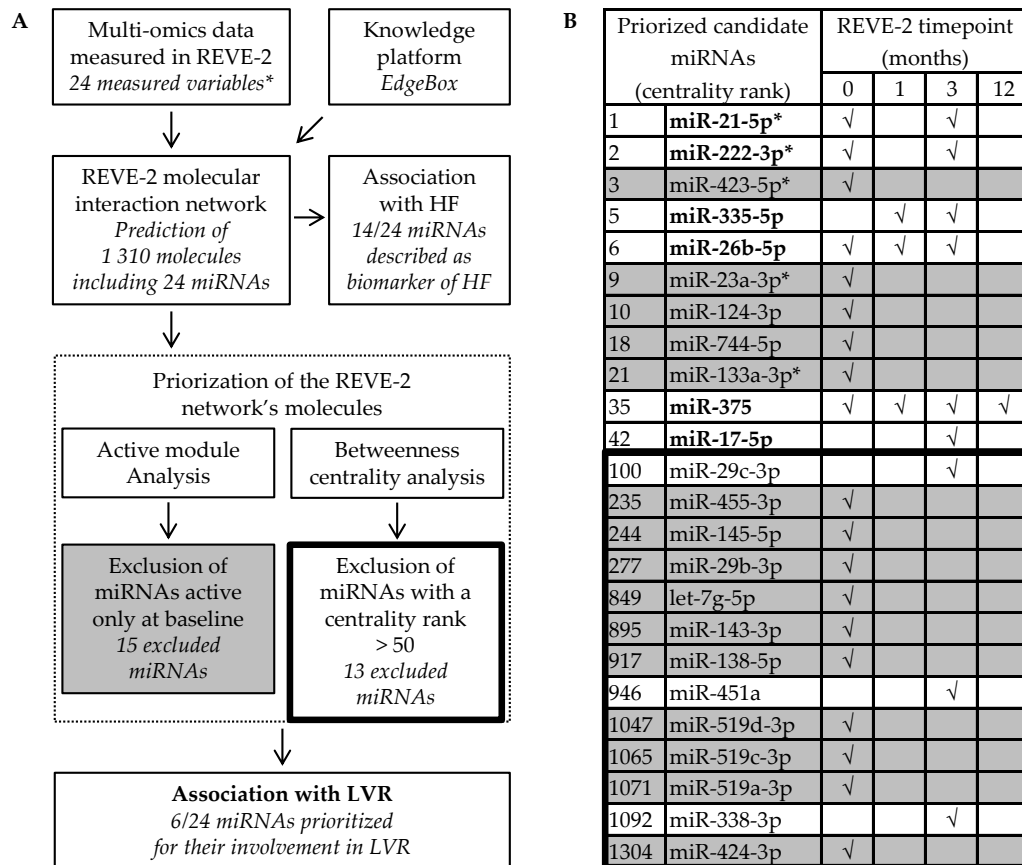 A
Multi-omics data
measured in REVE-2
24 measured variables*
Knowledge
platform
EdgeBox
REVE-2 molecular
interaction network
Prediction of
1 310 molecules
including 24 miRNAs
Association
with HF
14/24 miRNAs
described as
biomarker of HF
Priorization of the REVE-2
network's molecules
Active module
Analysis
Betweenness
centrality analysis
Exclusion of
miRNAs active
only at baseline
15 excluded
miRNAs
Exclusion of
miRNAs with a
centrality rank
> 50
13 excluded
miRNAs
Association with LVR
6/24 miRNAs prioritized
for their involvement in LVR
B
Priorized candidate
miRNAs
(centrality rank)
REVE-2 timepoint
(months)
0 1 3 12
1 miR-21-5p* √ √
2 miR-222-3p* √ √
3 miR-423-5p* √
5 miR-335-5p √ √
6 miR-26b-5p √ √ √
9 miR-23a-3p* √
10 miR-124-3p √
18 miR-744-5p √
21 miR-133a-3p* √
35 miR-375 √ √ √ √
42 miR-17-5p √
100 miR-29c-3p √
235 miR-455-3p √
244 miR-145-5p √
277 miR-29b-3p √
849 let-7g-5p √
895 miR-143-3p √
917 miR-138-5p √
946 miR-451a √
1047 miR-519d-3p √
1065 miR-519c-3p √
1071 miR-519a-3p √
1092 miR-338-3p √
1304 miR-424-3p √